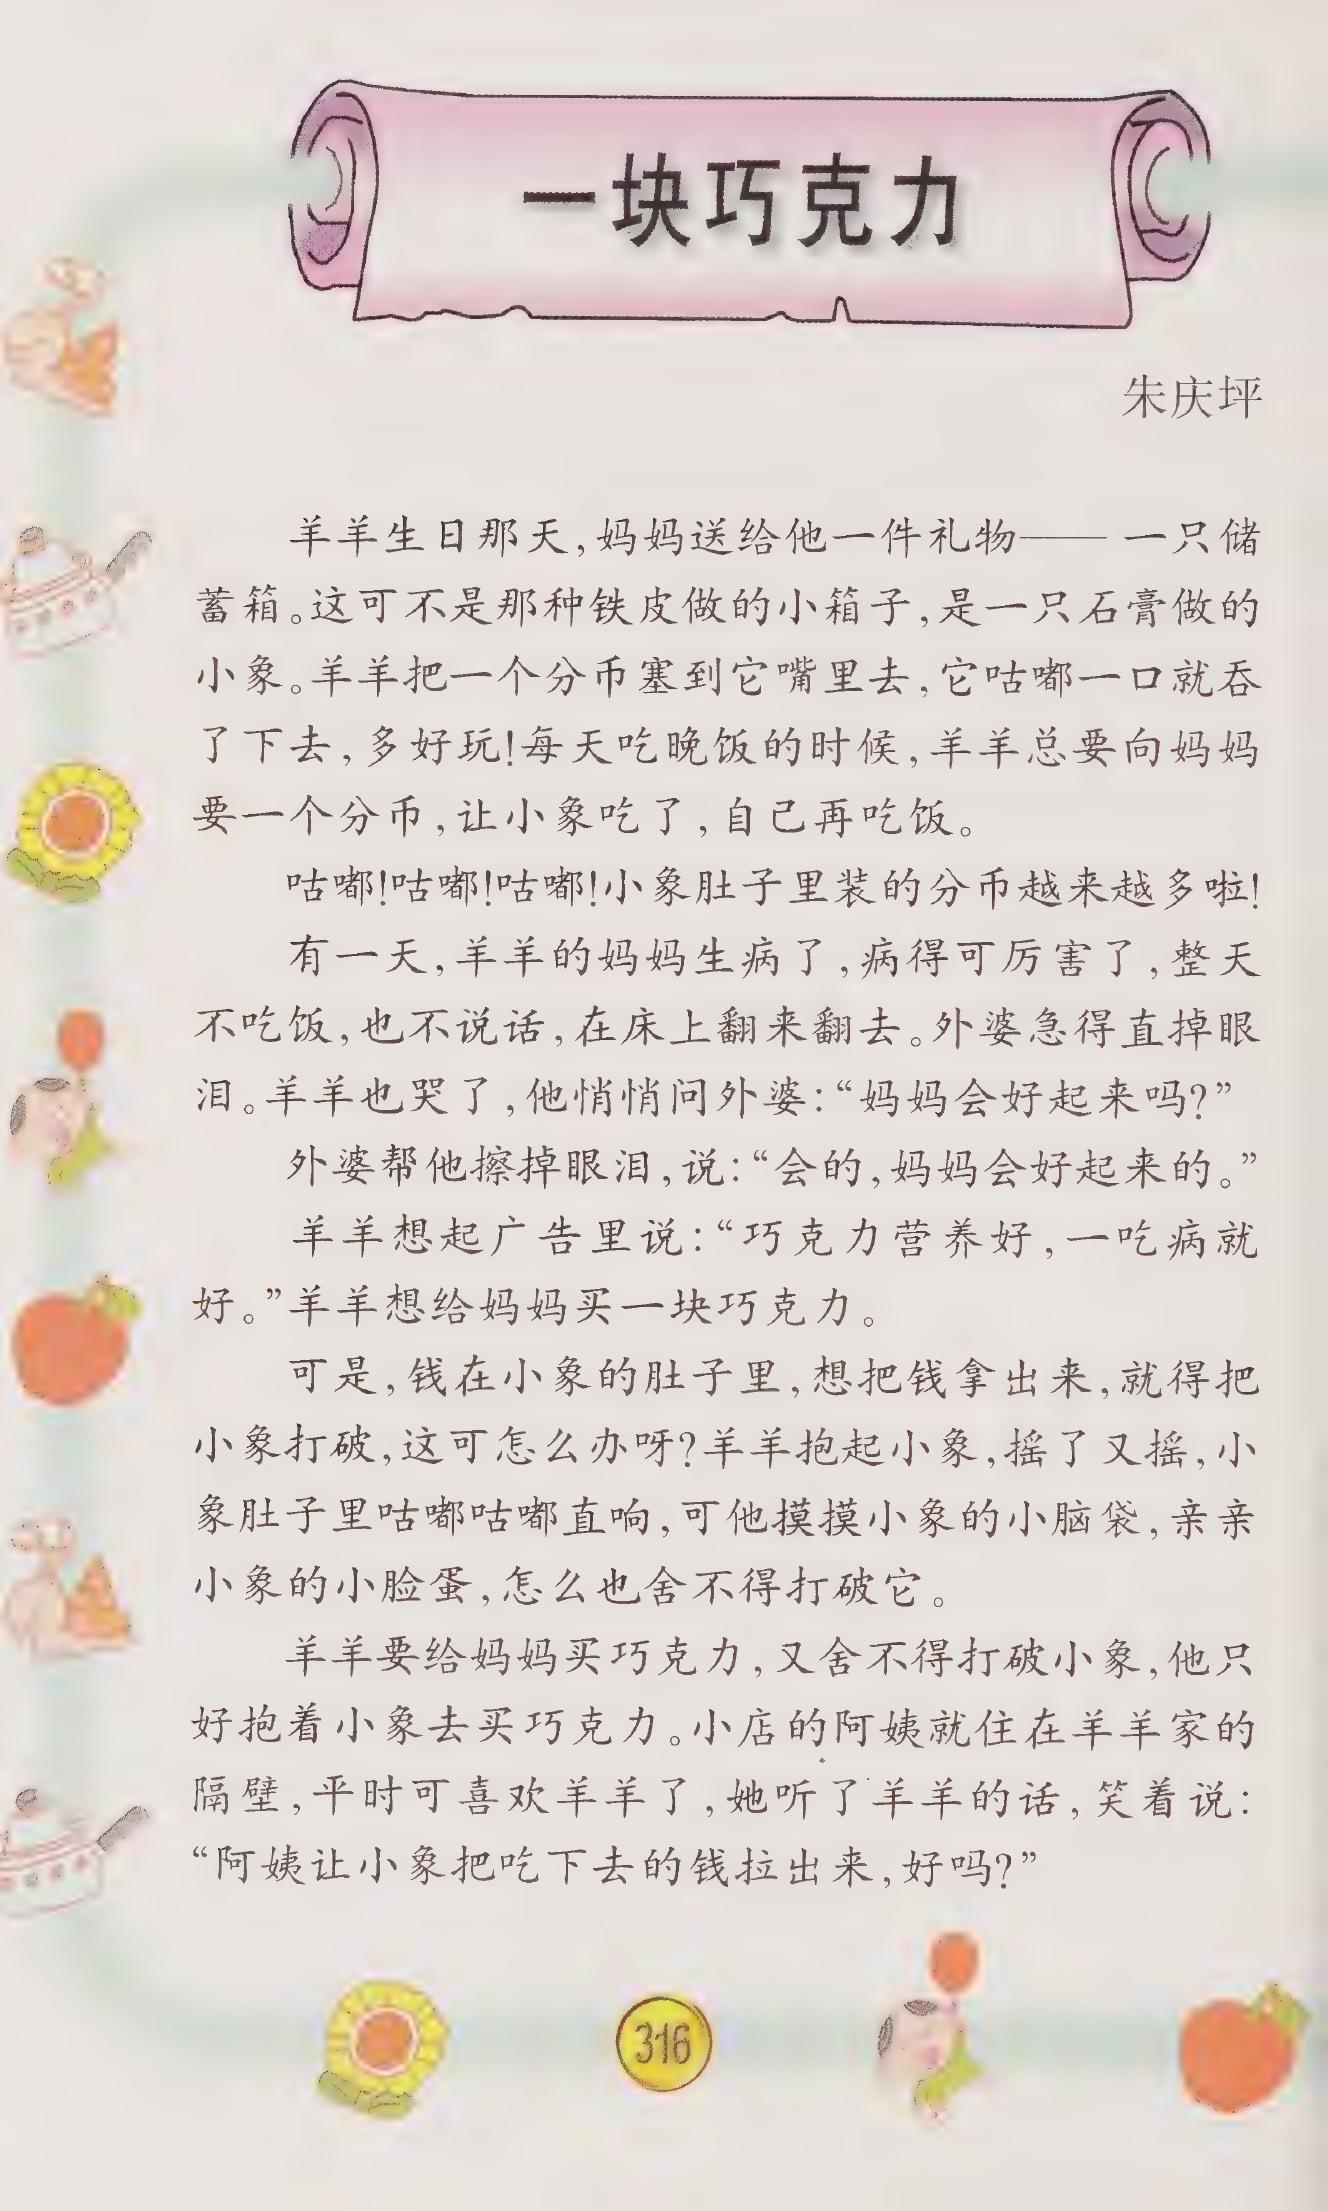 一块巧克力
朱庆坪
羊羊生日那天，妈妈送给他一件礼物——一只储
蓄箱。这可不是那种铁皮做的小箱子，是一只石膏做的
小象。羊羊把一个分币塞到它嘴里去，它咕嘟一口就吞
了下去，多好玩！每天吃晚饭的时候，羊羊总要向妈妈
要一个分币，让小象吃了，自己再吃饭。
咕嘟！咕嘟！咕嘟！小象肚子里装的分币越来越多啦！
有一天，羊羊的妈妈生病了，病得可厉害了，整天
不吃饭，也不说话，在床上翻来翻去。外婆急得直掉眼
泪。羊羊也哭了，他悄悄问外婆：“妈妈会好起来吗？”
外婆帮他擦掉眼泪，说：“会的，妈妈会好起来的。”
羊羊想起广告里说：“巧克力营养好，一吃病就
好。”羊羊想给妈妈买一块巧克力。
可是，钱在小象的肚子里，想把钱拿出来，就得把
小象打破，这可怎么办呀？羊羊抱起小象，摇了又摇，小
象肚子里咕嘟咕嘟直响，可他摸摸小象的小脑袋，亲亲
小象的小脸蛋，怎么也舍不得打破它。
羊羊要给妈妈买巧克力，又舍不得打破小象，他只
好抱着小象去买巧克力。小店的阿姨就住在羊羊家的
隔壁，平时可喜欢羊羊了，她听了羊羊的话，笑着说：
“阿姨让小象把吃下去的钱拉出来，好吗？”
316